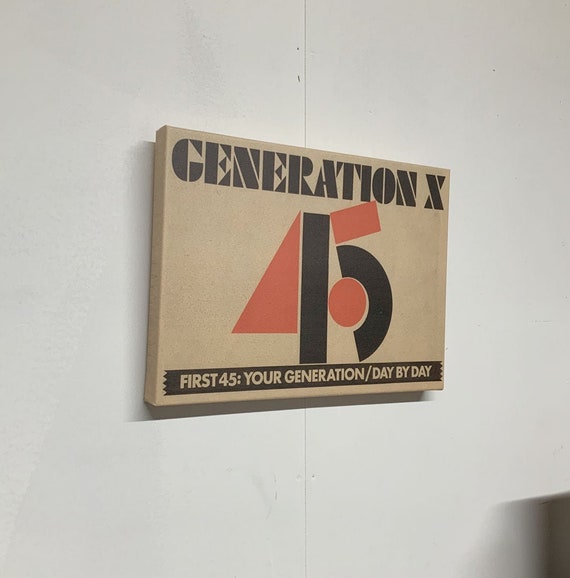 GENERATION X
45
FIRST 45: YOUR GENERATION/DAY BY DAY